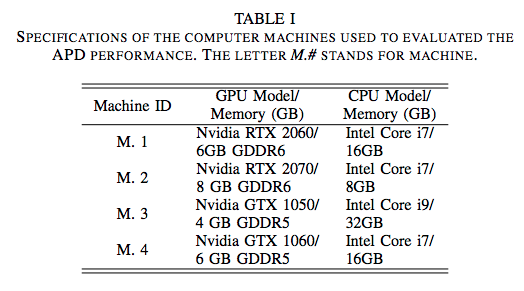 TABLE I
SPECIFICATIONS OF THE COMPUTER MACHINES USED TO EVALUATED THE
APD PERFORMANCE. THE LETTER M.# STANDS FOR MACHINE.
Machine ID
GPU Model/
Memory (GB)
CPU Model/
Memory (GB)
M. 1
Nvidia RTX 2060/
6GB GDDR6
Intel Core i7/
16GB
M. 2
Nvidia RTX 2070/
8 GB GDDR6
Intel Core i7/
8GB
M. 3
Nvidia GTX 1050/
4 GB GDDR5
Intel Core i9/
32GB
M. 4
Nvidia GTX 1060/
6 GB GDDR5
Intel Core i7/
16GB